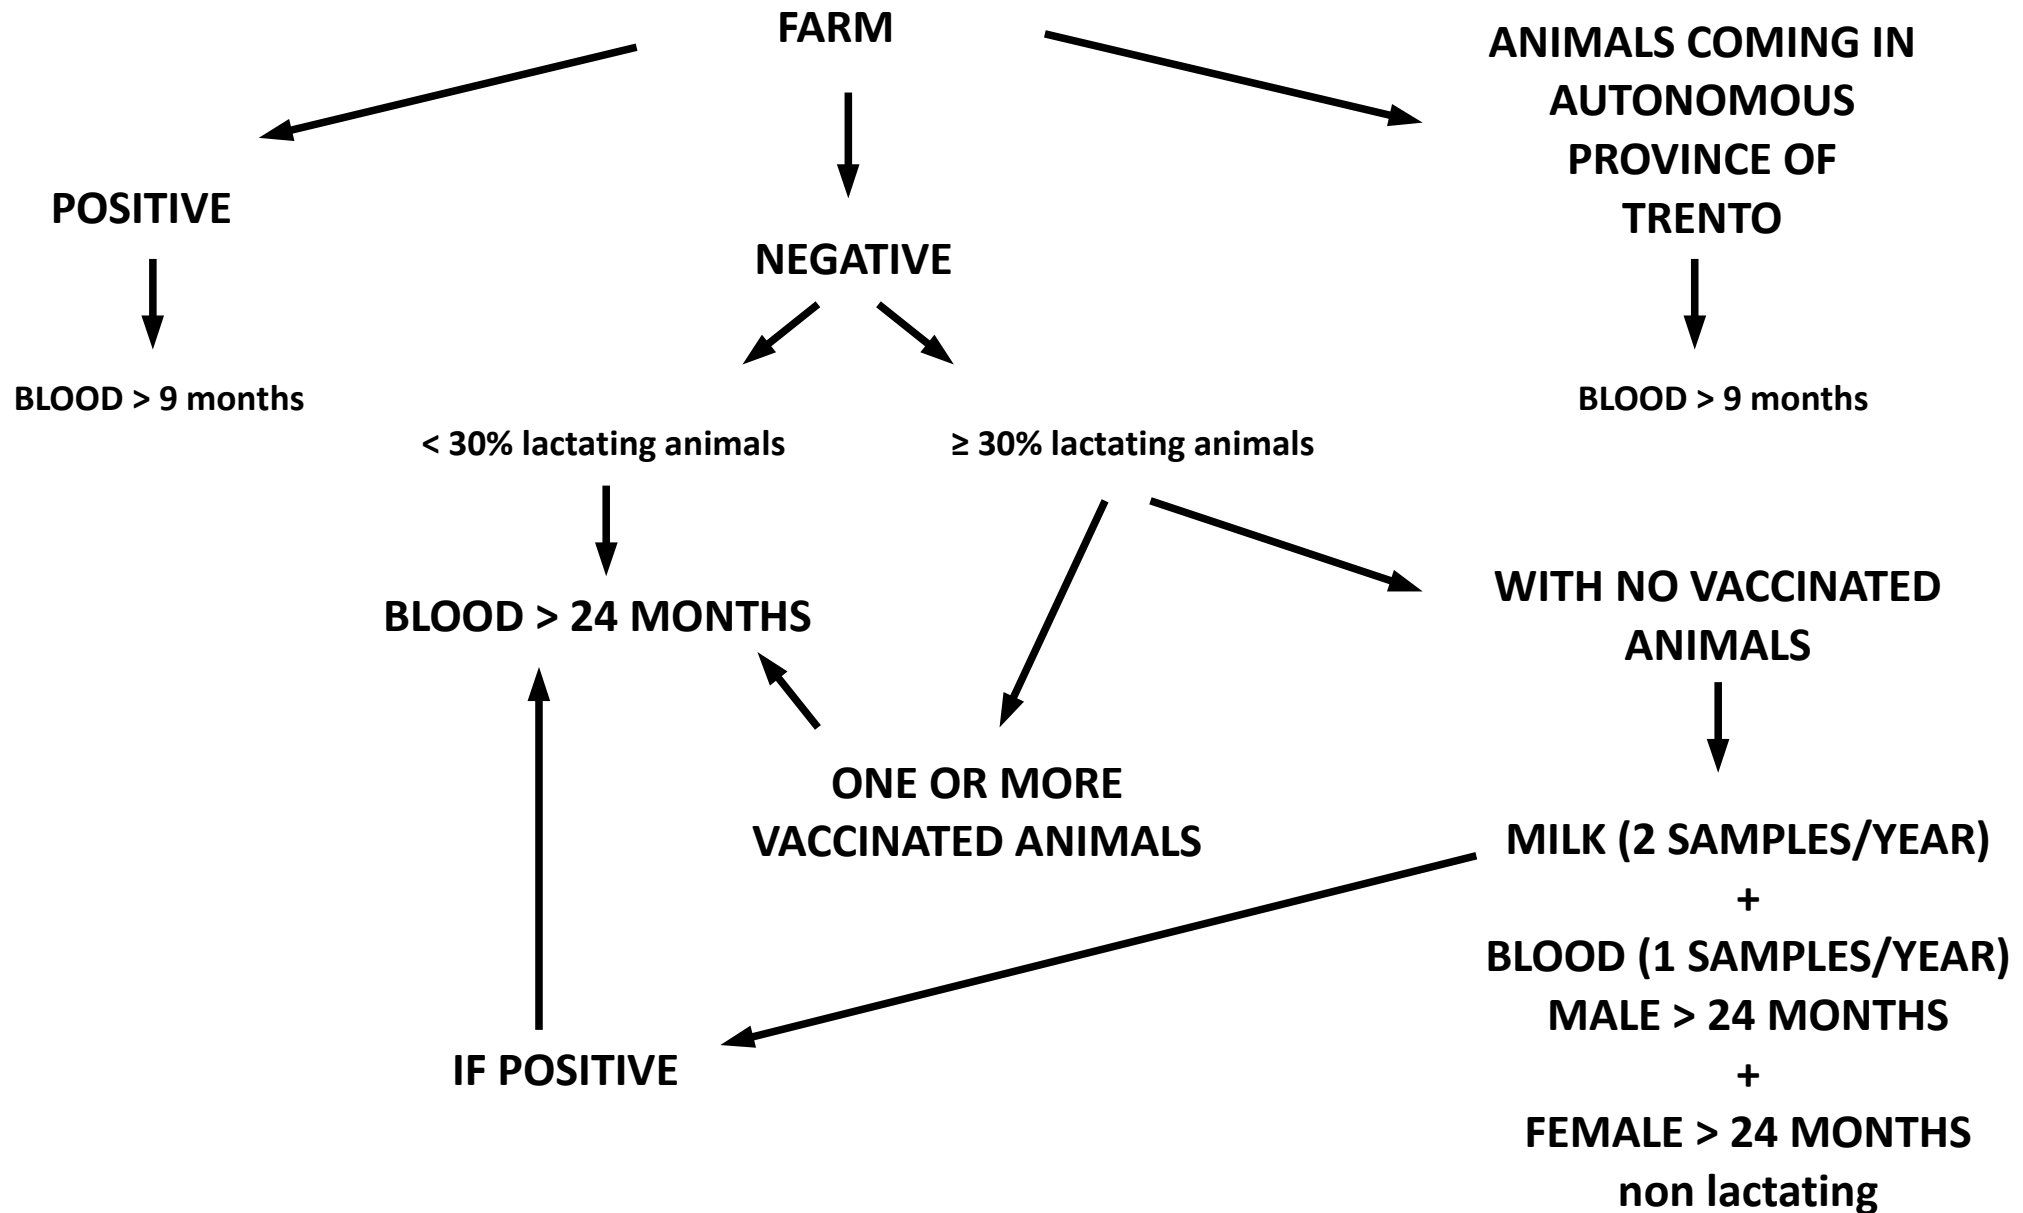 FARM
ANIMALS COMING IN
AUTONOMOUS
PROVINCE OF
TRENTO
POSITIVE
NEGATIVE
BLOOD > 9 months
BLOOD > 9 months
< 30% lactating animals
≥ 30% lactating animals
BLOOD > 24 MONTHS
WITH NO VACCINATED
ANIMALS
ONE OR MORE
VACCINATED ANIMALS
MILK (2 SAMPLES/YEAR)
+
BLOOD (1 SAMPLES/YEAR)
MALE > 24 MONTHS
+
FEMALE > 24 MONTHS
non lactating
IF POSITIVE